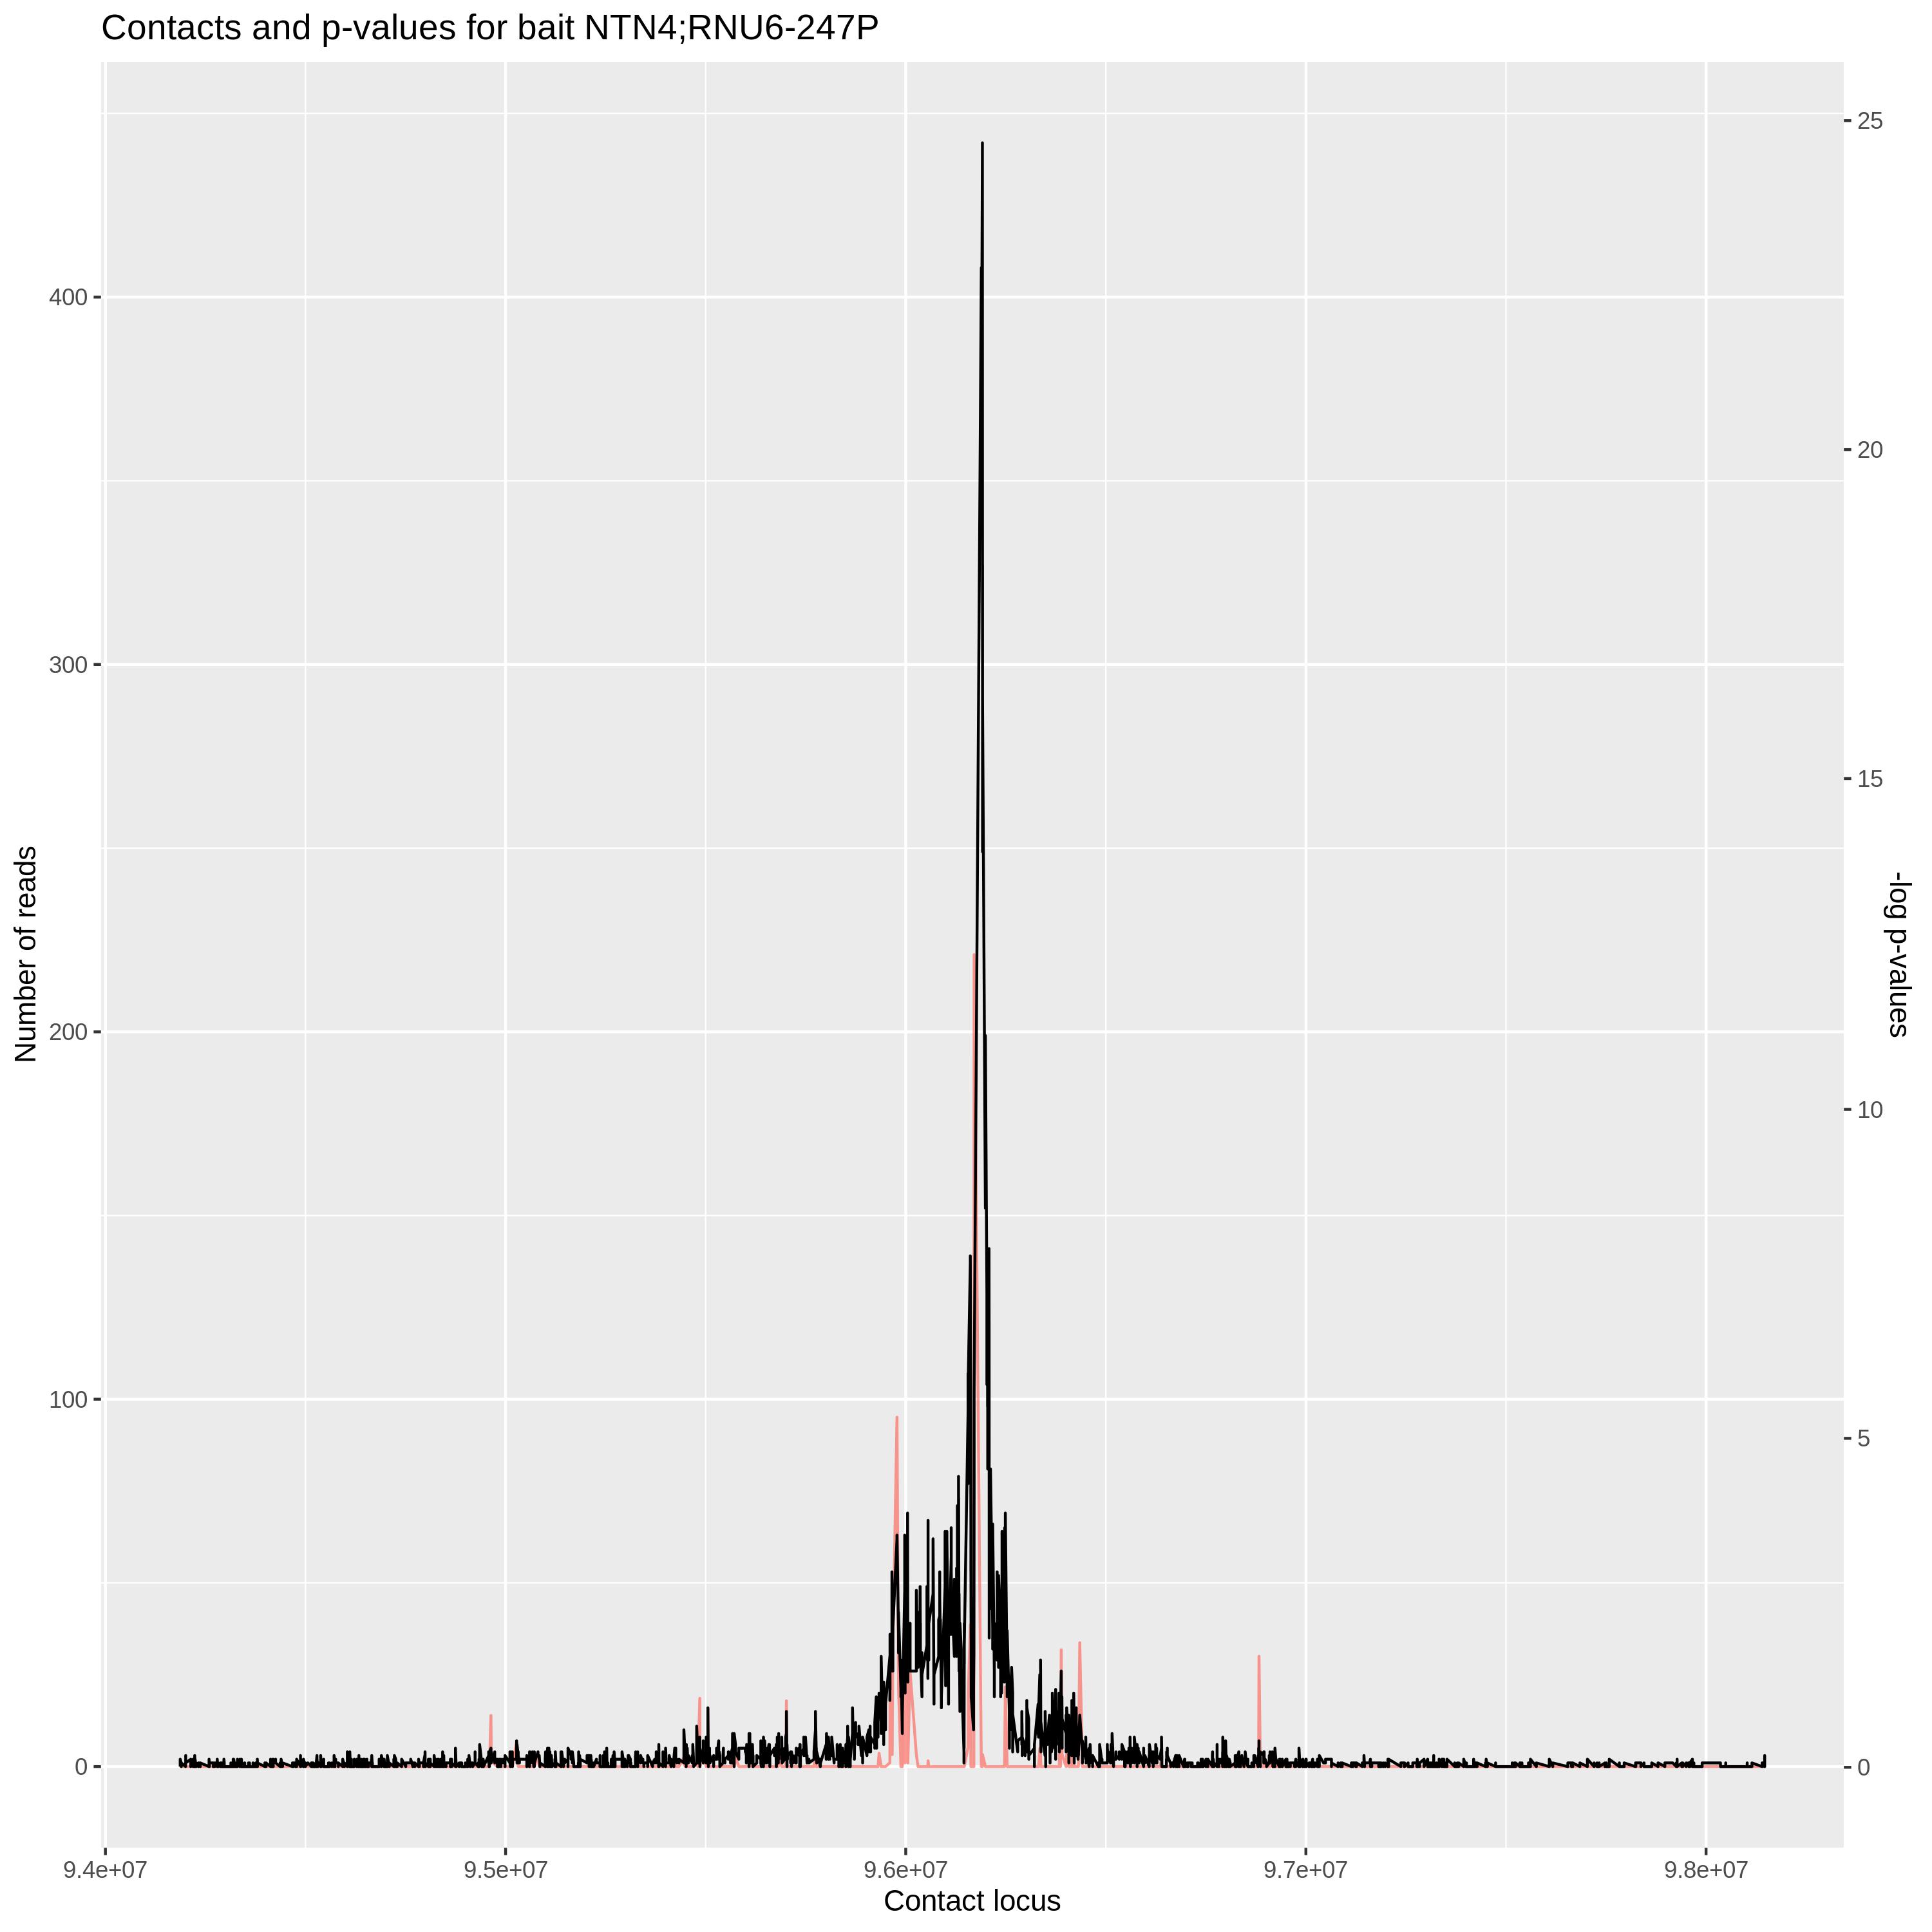 Contacts and p-values for bait NTN4;RNU6-247P
25
400
20
300
15
Number of reads
-log p-values
200
10
100
5
0
0
9.4e+07
9.5e+07
9.6e+07
9.7e+07
9.8e+07
Contact locus